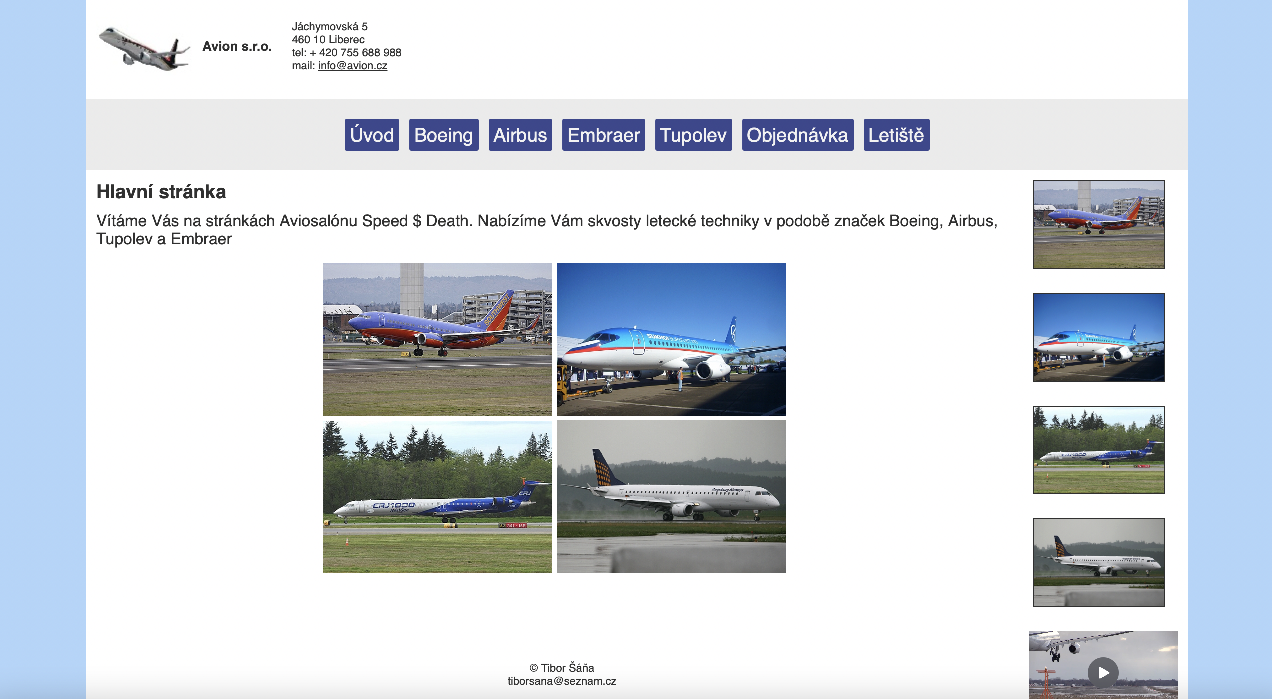 Avion s.r.o.
Jáchymovská 5
460 10 Liberec
tel: + 420 755 688 988
mail: info@avion.cz
Úvod Boeing Airbus Embraer Tupolev Objednávka Letiště
Hlavní stránka
Vítáme Vás na stránkách Aviosalónu Speed $ Death. Nabízíme Vám skvosty letecké techniky v podobě značek Boeing, Airbus,
Tupolev a Embraer
CRJ1000
CRJ
© Tibor Šáňa
tiborsana@seznam.cz